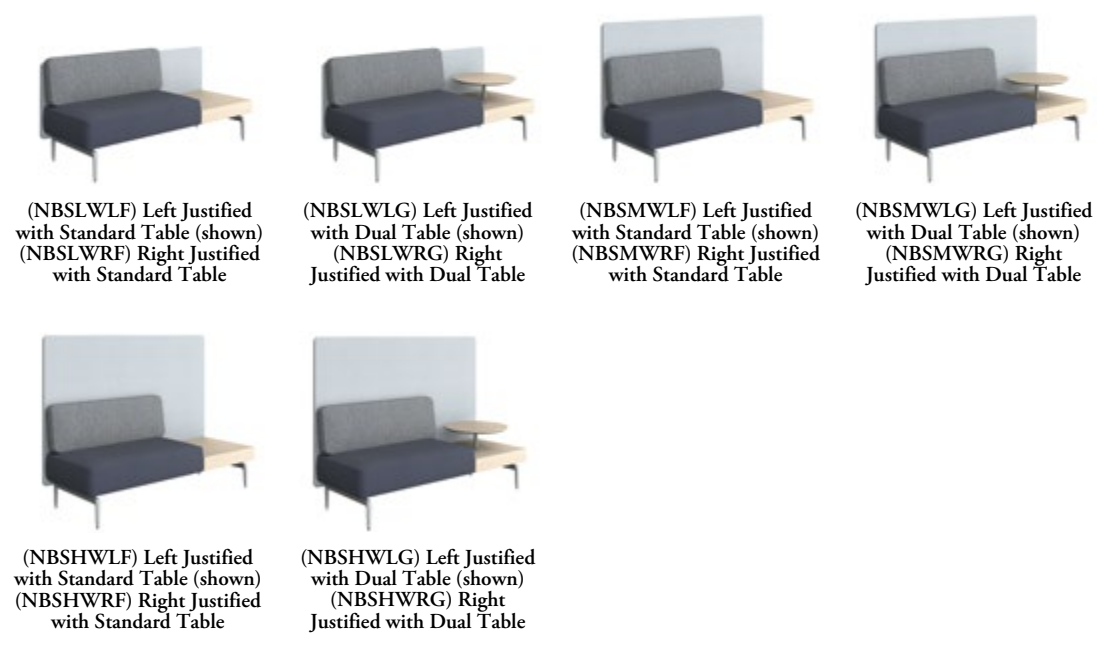 (NBSLWLF) Left Justified
with Standard Table (shown)
(NBSLWRF) Right Justified
with Standard Table
(NBSLWLG) Left Justified
with Dual Table (shown)
(NBSLWRG) Right
Justified with Dual Table
(NBSMWLF) Left Justified
with Standard Table (shown)
(NBSMWRF) Right Justified
with Standard Table
(NBSMWLG) Left Justified
with Dual Table (shown)
(NBSMWRG) Right
Justified with Dual Table
(NBSHWLF) Left Justified
with Standard Table (shown)
(NBSHWRF) Right Justified
with Standard Table
(NBSHWLG) Left Justified
with Dual Table (shown)
(NBSHWRG) Right
Justified with Dual Table